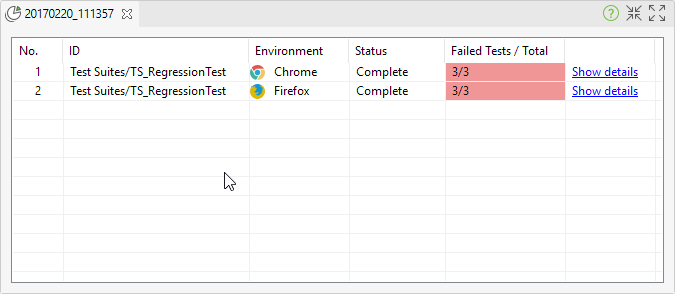 20170220_111357
No. ID Environment Status Failed Tests / Total
1 Test Suites/TS_RegressionTest Chrome Complete 3/3 Show details
2 Test Suites/TS_RegressionTest Firefox Complete 3/3 Show details